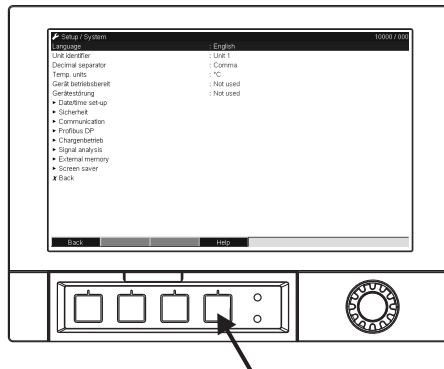 Setup / System 10000 / 000
Language : English
Unit identifier : Unit 1
Decimal separator : Comma
Temp. units : °C
Gerät betriebsbereit : Not used
Gerätestörung : Not used
► Date/time set-up
► Sicherheit
► Communication
► Profibus DP
► Chargenbetrieb
► Signal analysis
► External memory
► Screen saver
X Back
Back Help